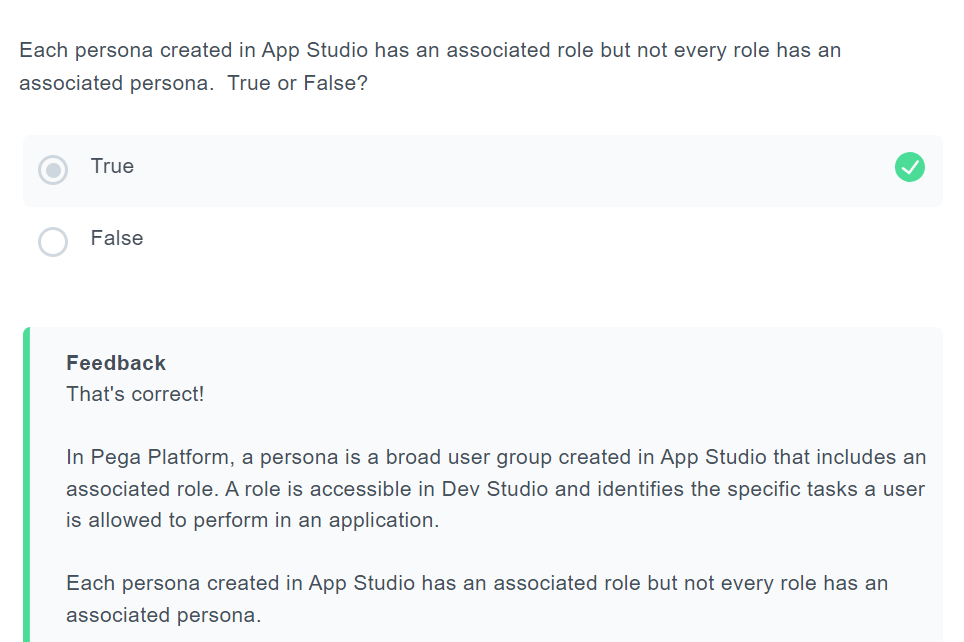 Each persona created in App Studio has an associated role but not every role has an
associated persona.  True or False?
True
False
Feedback
That's correct!
In Pega Platform, a persona is a broad user group created in App Studio that includes an
associated role. A role is accessible in Dev Studio and identifies the specific tasks a user
is allowed to perform in an application.
Each persona created in App Studio has an associated role but not every role has an
associated persona.